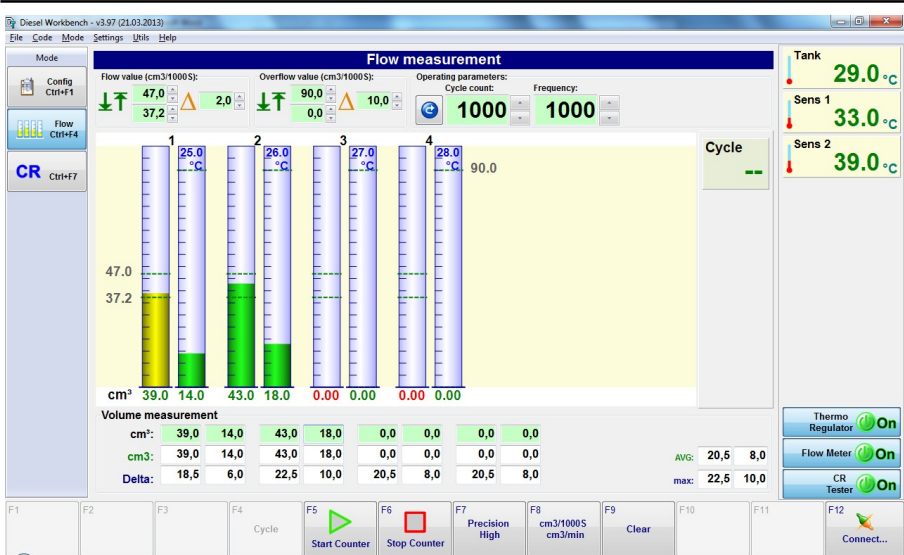 Diesel Workbench - v3.97 (21.03.2013)
File Code Mode Settings Utils Help
Mode
Config
Ctrl+F1
Flow
Ctrl+F4
CR Ctrl+F7
Flow measurement
Flow value (cm3/1000S):
47,0
37,2
2,0
Overflow value (cm3/1000S):
90,0
0,0
10,0
Operating parameters:
Cycle count:
1000
Frequency:
1000
1 2 3 4
25.0 °C
26.0 °C
27.0 °C
28.0 °C
90.0
47.0
37.2
cm³ 39.0 14.0 43.0 18.0 0.00 0.00 0.00 0.00
Cycle
--
Volume measurement
cm³: 39,0 14,0 43,0 18,0 0,0 0,0 0,0 0,0
cm3: 39,0 14,0 43,0 18,0 0,0 0,0 0,0 0,0 AVG: 20,5 8,0
Delta: 18,5 6,0 22,5 10,0 20,5 8,0 20,5 8,0 max: 22,5 10,0
Tank
29.0 °C
Sens 1
33.0 °C
Sens 2
39.0 °C
Thermo
Regulator On
Flow Meter On
CR
Tester On
F1
F2
F3
F4
Cycle
F5
Start Counter
F6
Stop Counter
F7
Precision
High
F8
cm3/1000S
cm3/min
F9
Clear
F10
F11
F12
Connect...